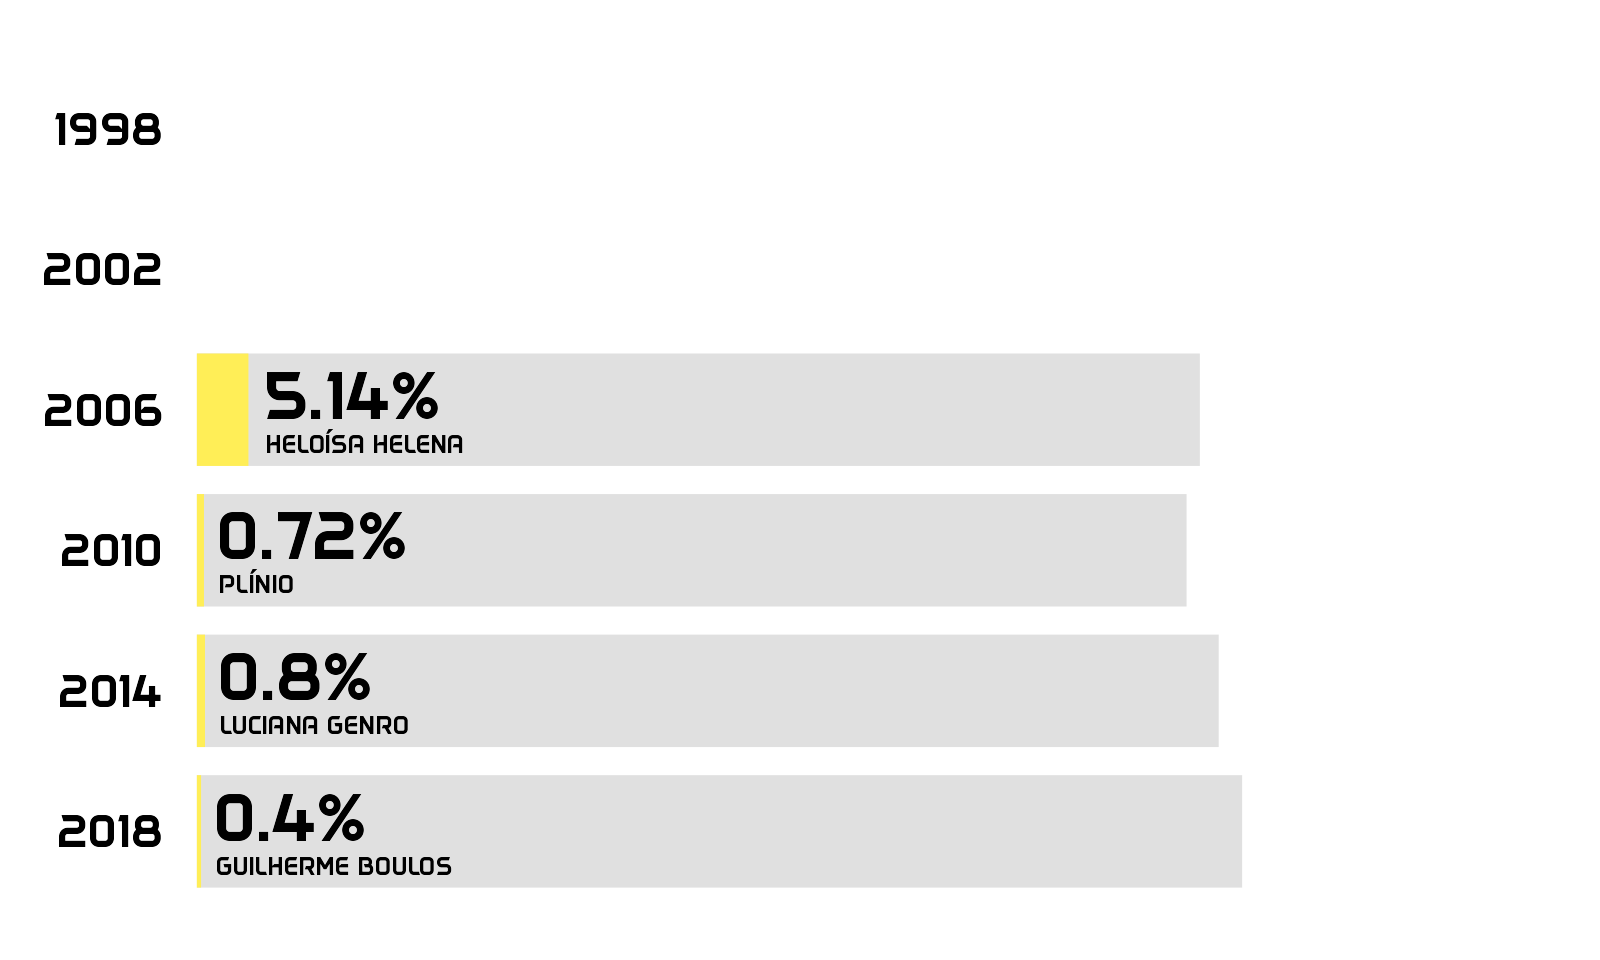 1998
2002
2006
5.14%
HELOÍSA HELENA
2010
0.72%
PLÍNIO
2014
0.8%
LUCIANA GENRO
2018
0.4%
GUILHERME BOULOS